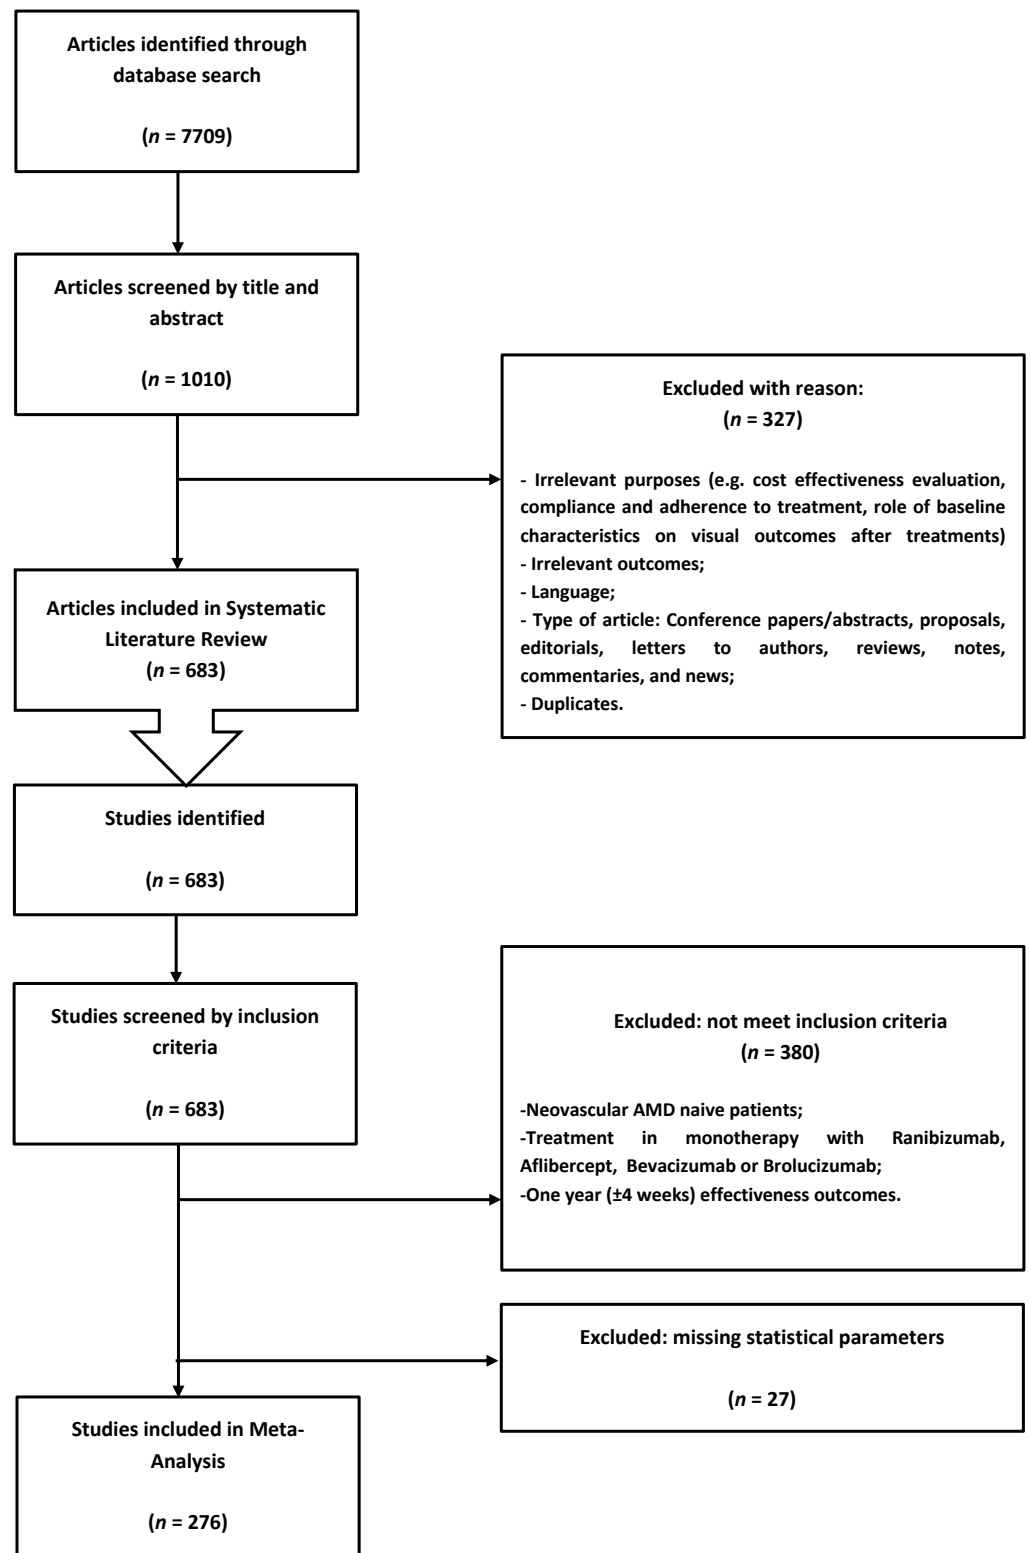 Articles identified through
database search
(n = 7709)
Articles screened by title and
abstract
(n = 1010)
Excluded with reason:
(n = 327)
- Irrelevant purposes (e.g. cost effectiveness evaluation,
compliance and adherence to treatment, role of baseline
characteristics on visual outcomes after treatments)
- Irrelevant outcomes;
- Language;
- Type of article: Conference papers/abstracts, proposals,
editorials, letters to authors, reviews, notes,
commentaries, and news;
- Duplicates.
Articles included in Systematic
Literature Review
(n = 683)
Studies identified
(n = 683)
Studies screened by inclusion
criteria
(n = 683)
Excluded: not meet inclusion criteria
(n = 380)
-Neovascular AMD naive patients;
-Treatment in monotherapy with Ranibizumab,
Aflibercept, Bevacizumab or Brolucizumab;
-One year (±4 weeks) effectiveness outcomes.
Excluded: missing statistical parameters
(n = 27)
Studies included in Meta-
Analysis
(n = 276)